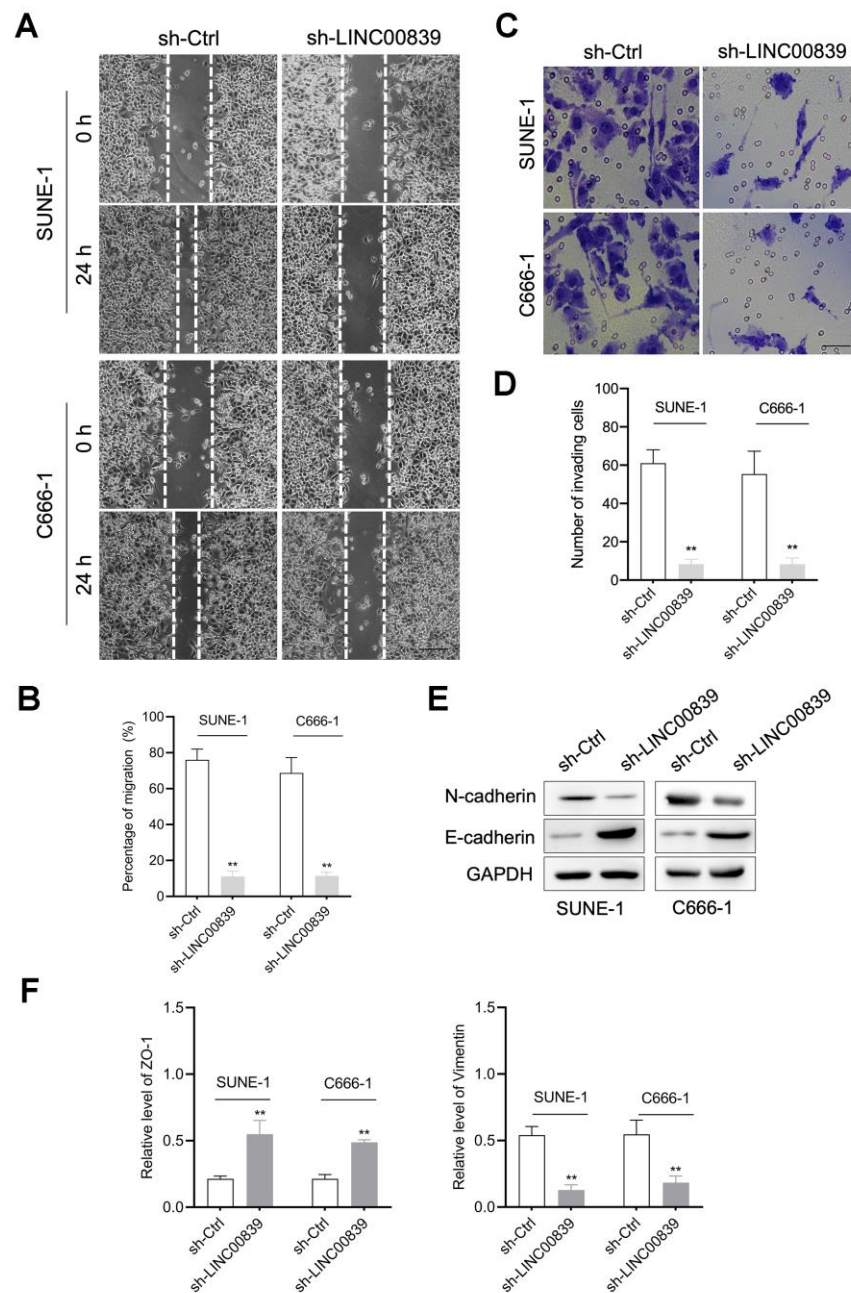 A
sh-Ctrl
sh-LINC00839
SUNE-1
0 h
24 h
C666-1
0 h
24 h
B
Percentage of migration (%)
100
80
60
40
20
0
SUNE-1
C666-1
**
**
sh-Ctrl
sh-LINC00839
sh-Ctrl
sh-LINC00839
C
sh-Ctrl
sh-LINC00839
SUNE-1
C666-1
D
Number of invading cells
100
80
60
40
20
0
SUNE-1
C666-1
**
**
sh-Ctrl
sh-LINC00839
sh-Ctrl
sh-LINC00839
E
sh-Ctrl
sh-LINC00839
sh-Ctrl
sh-LINC00839
N-cadherin
E-cadherin
GAPDH
SUNE-1
C666-1
F
Relative level of ZO-1
1.5
1.0
0.5
0.0
SUNE-1
C666-1
**
**
sh-Ctrl
sh-LINC00839
sh-Ctrl
sh-LINC00839
Relative level of Vimentin
1.5
1.0
0.5
0.0
SUNE-1
C666-1
**
**
sh-Ctrl
sh-LINC00839
sh-Ctrl
sh-LINC00839